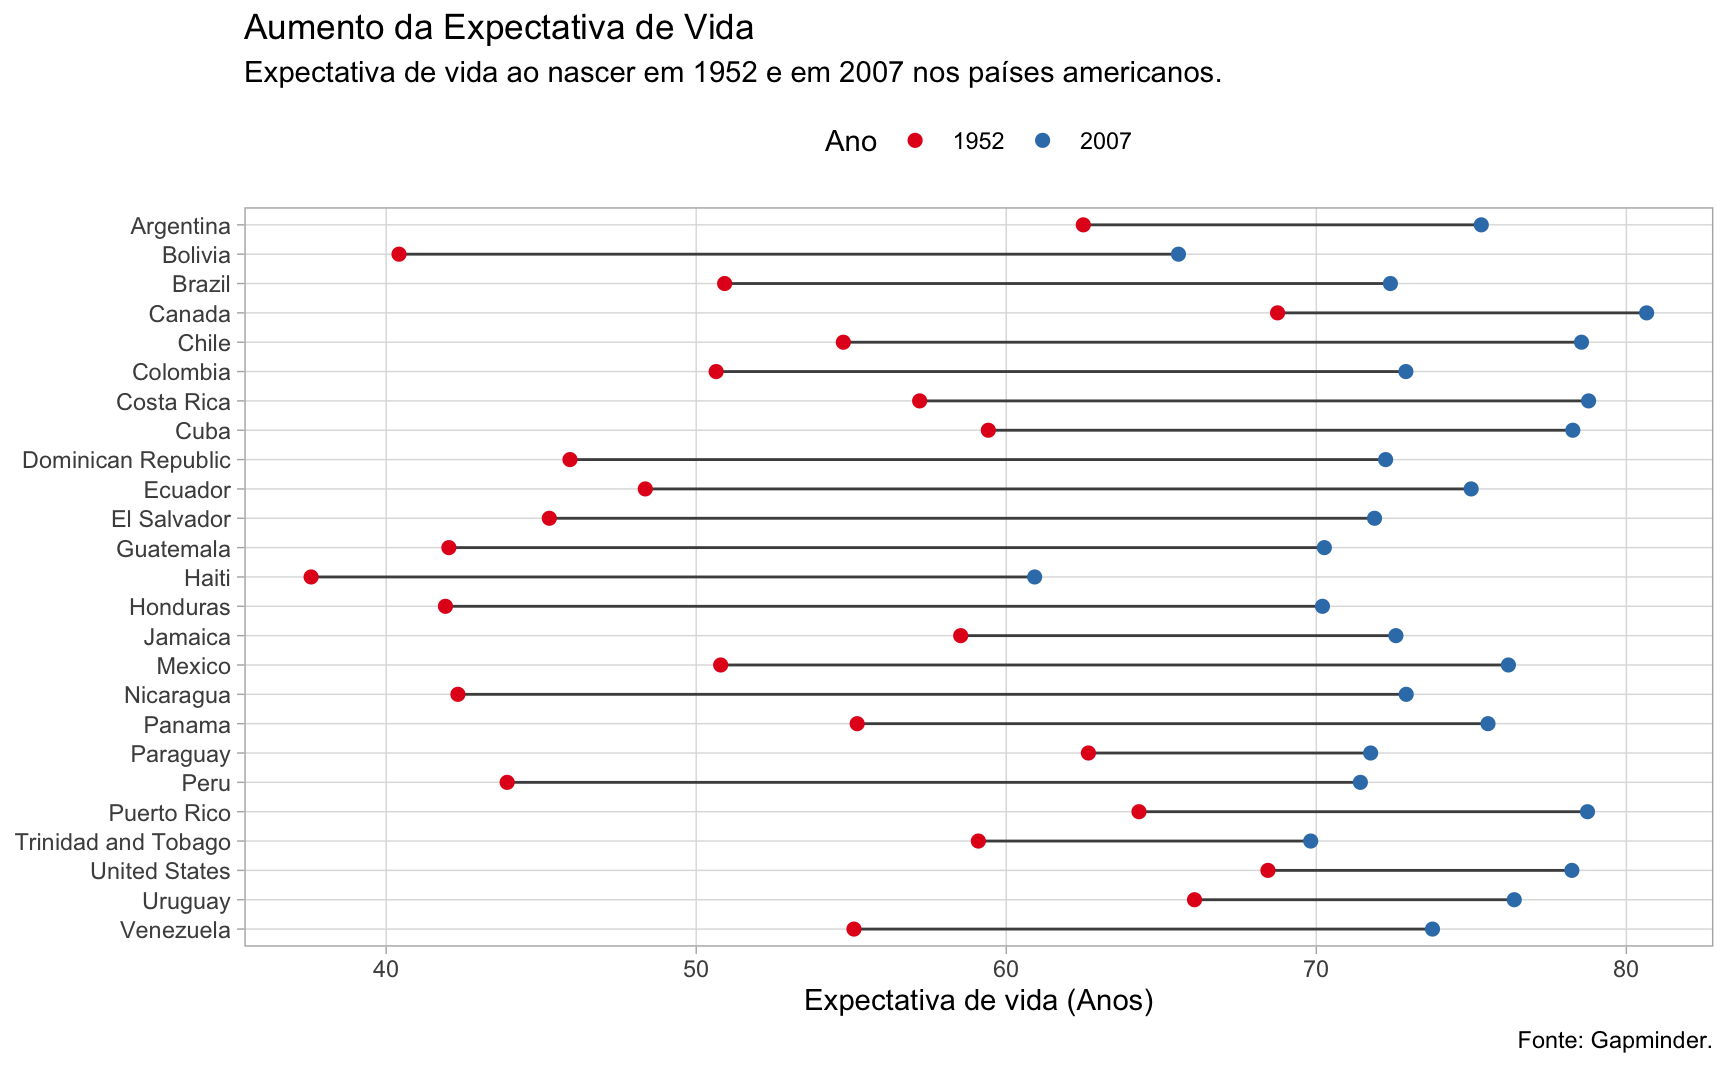 Aumento da Expectativa de Vida
Expectativa de vida ao nascer em 1952 e em 2007 nos países americanos.
Ano 1952 2007
Argentina
Bolivia
Brazil
Canada
Chile
Colombia
Costa Rica
Cuba
Dominican Republic
Ecuador
El Salvador
Guatemala
Haiti
Honduras
Jamaica
Mexico
Nicaragua
Panama
Paraguay
Peru
Puerto Rico
Trinidad and Tobago
United States
Uruguay
Venezuela
40 50 60 70 80
Expectativa de vida (Anos)
Fonte: Gapminder.